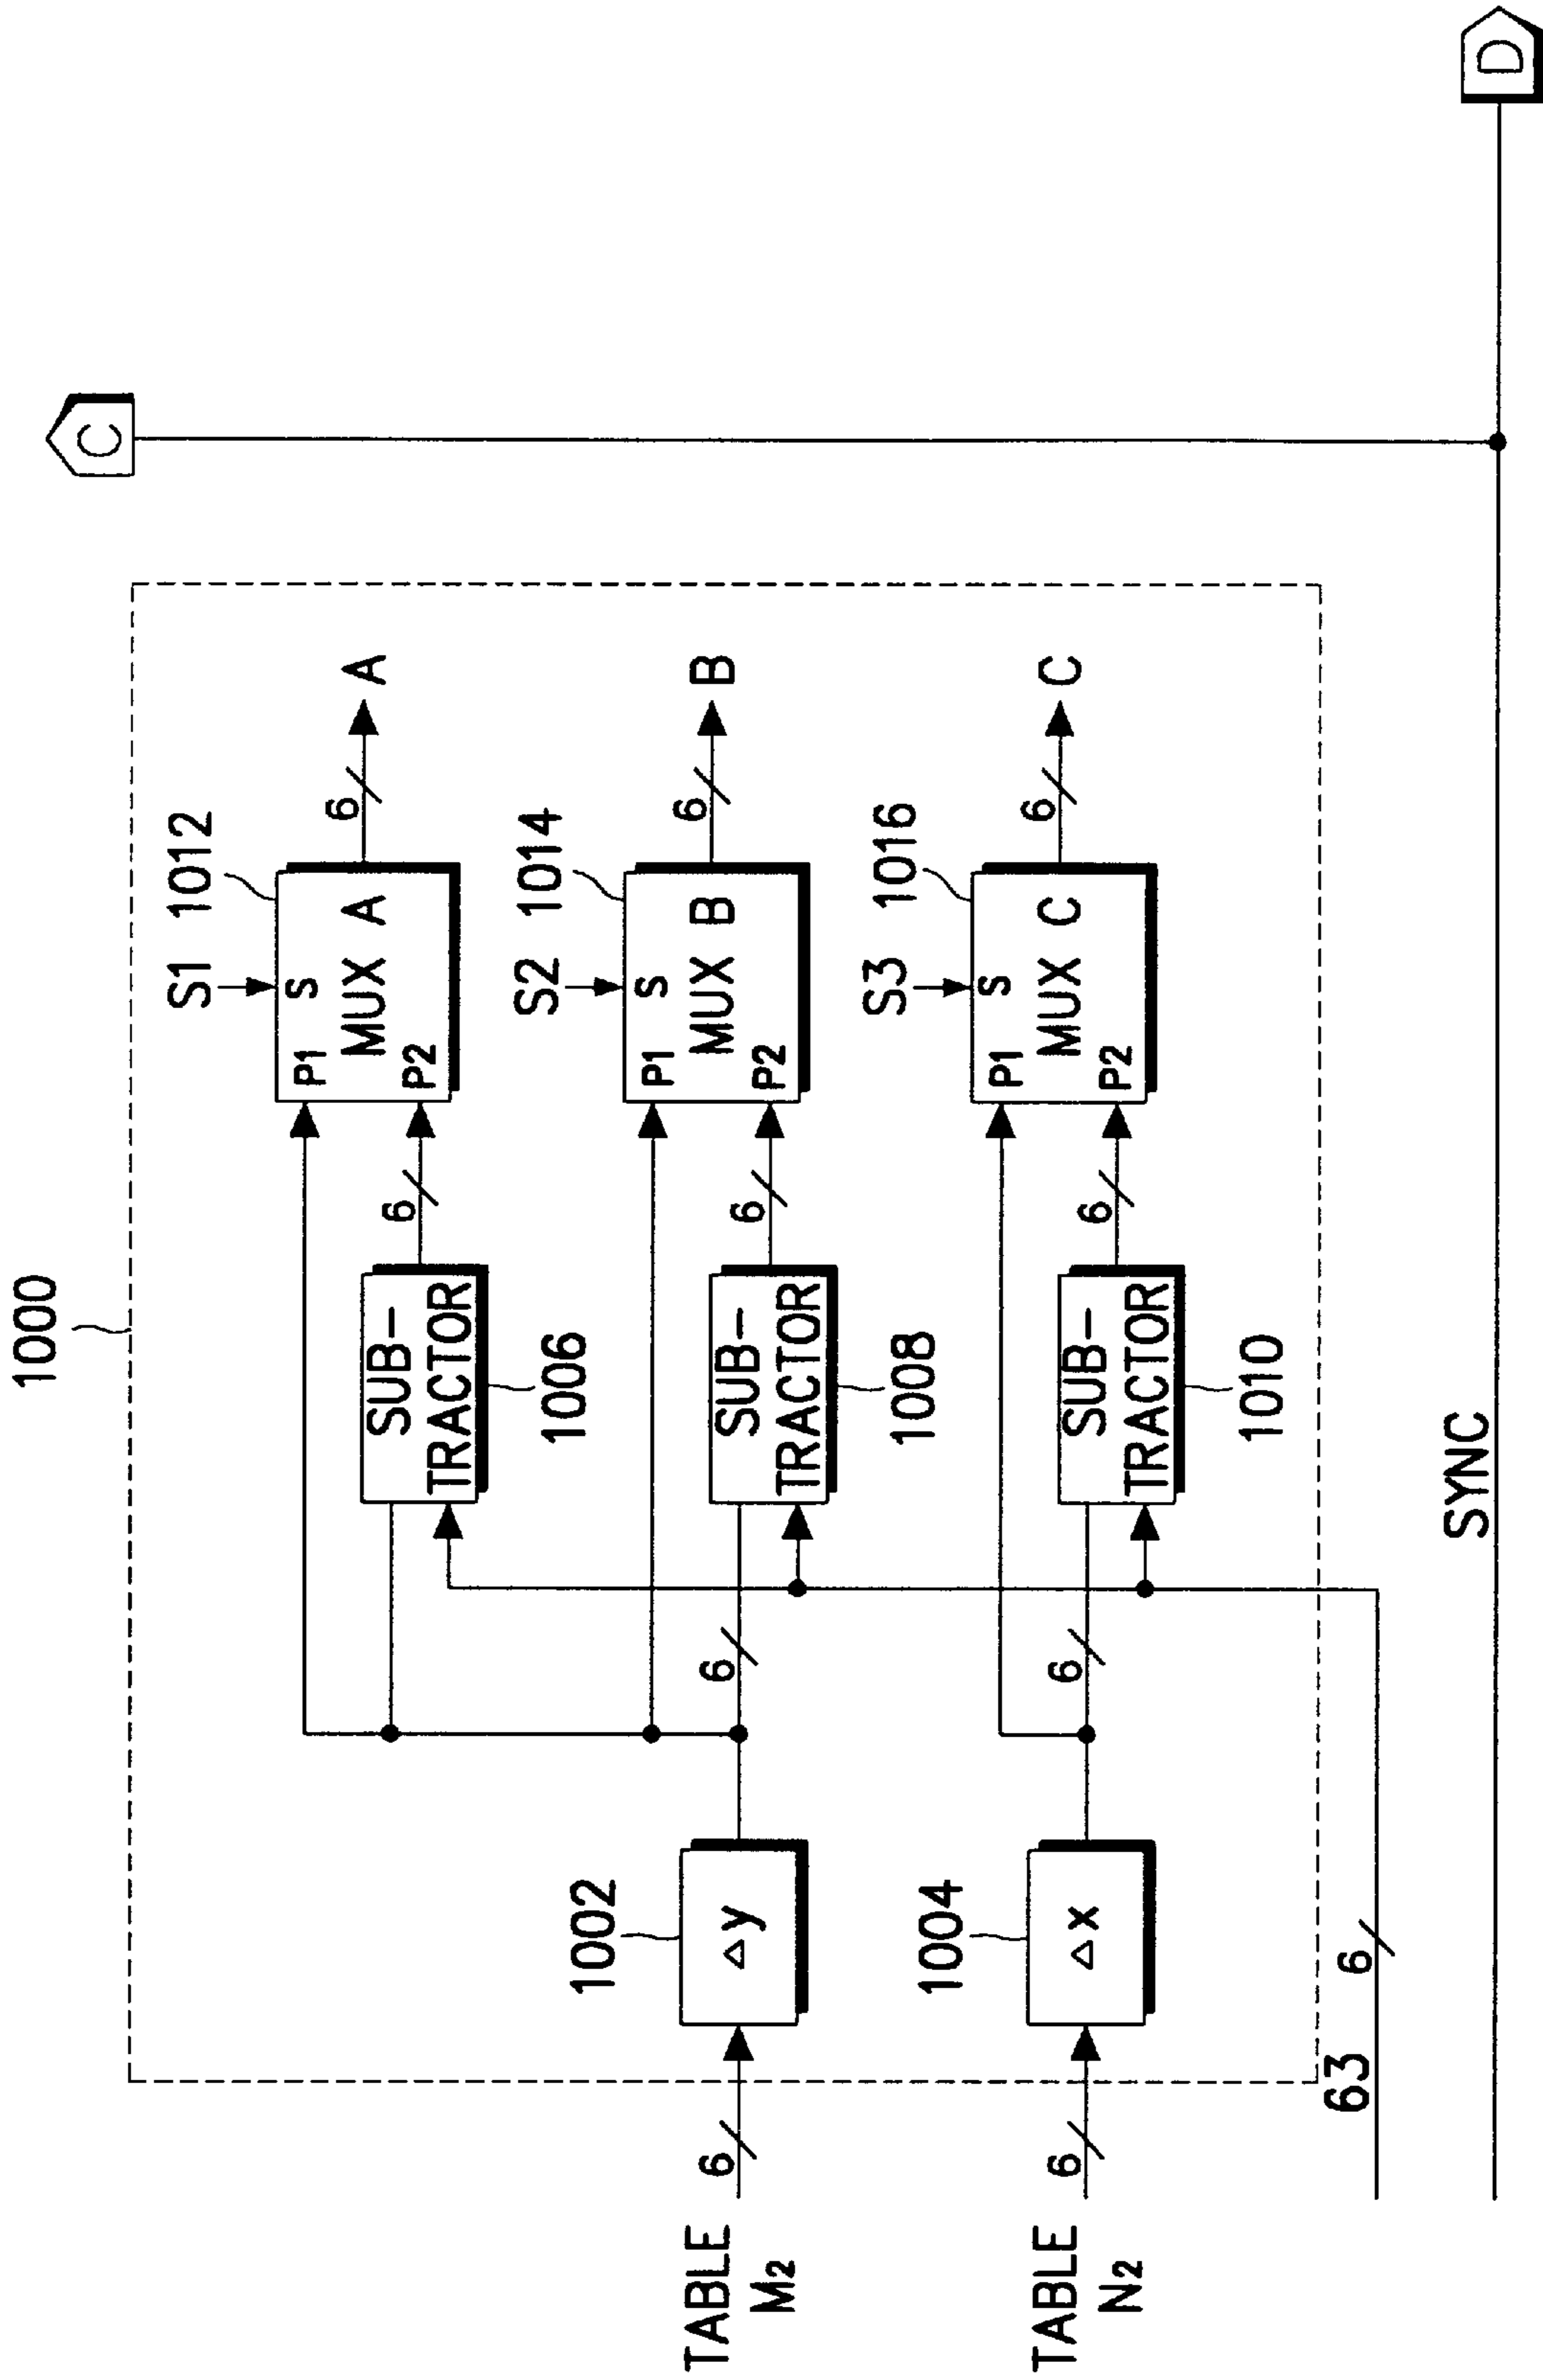 1000
C
D
S1 1012
S
P1
MUX A
P2
6
A
SUB-
TRACTOR
6
1006
S2 1014
S
P1
MUX B
P2
6
B
1002
△y
6
SUB-
TRACTOR
6
1008
TABLE
M2
6
S3 1016
S
P1
MUX C
P2
6
C
1004
△x
6
SUB-
TRACTOR
6
1010
TABLE
N2
6
63 6
SYNC